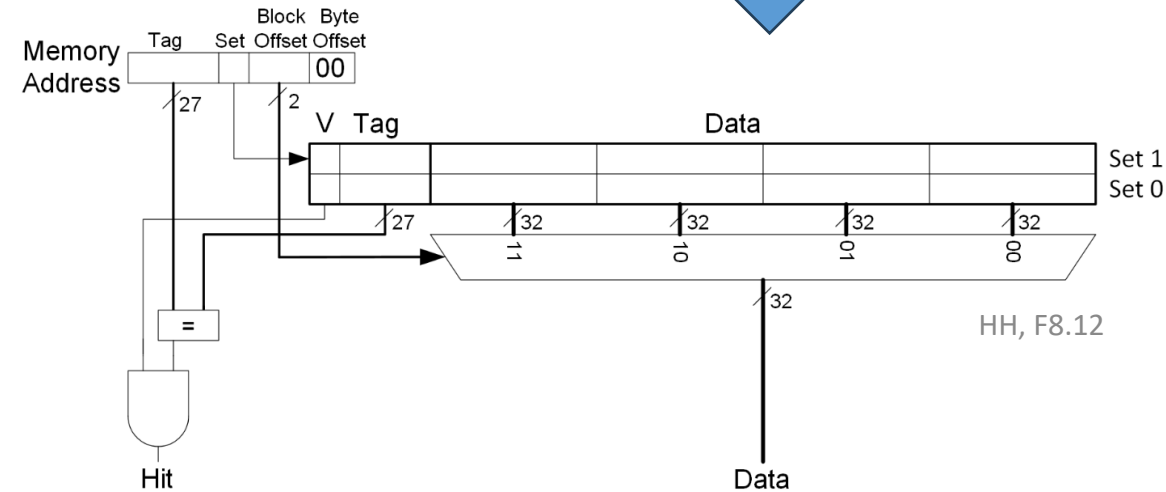 Block Byte
Tag Set Offset Offset
Memory
Address
00
27
2
V Tag Data
Set 1
Set 0
27
32
32
32
32
11
10
01
00
=
32
HH, F8.12
Hit
Data